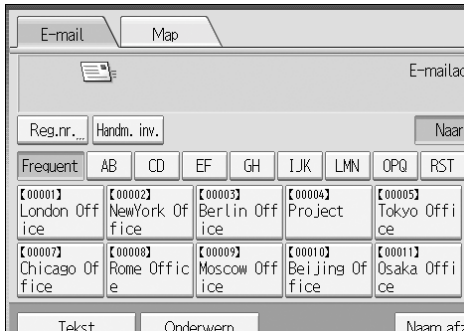 E-mail Map
E-mailad
Reg.nr. Handm. inv. Naar
Frequent AB CD EF GH IJK LMN OPQ RST
【00001】 【00002】 【00003】 【00004】 【00005】
London Off NewYork Of Berlin Off Project Tokyo Offi
ice ffice ice ce
【00007】 【00008】 【00009】 【00010】 【00011】
Chicago Of Rome Offic Moscow Off Beijing Of Osaka Offi
fice e ice ffice ce
Tekst Onderwerp Naam afz